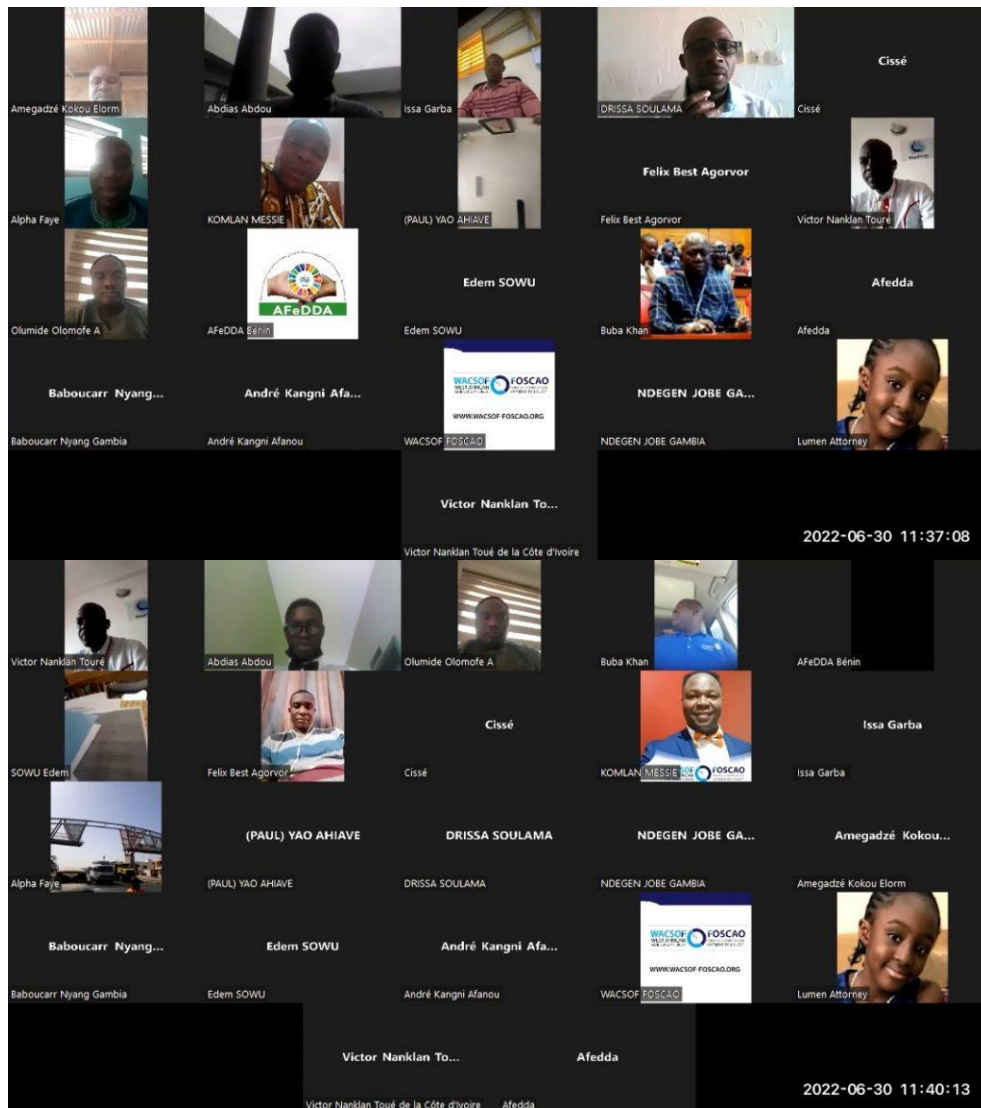 Cissé
Amegadzé Kokou Elorm
Abdias Abdou
Issa Garba
DRISSA SOULAMA
Cissé
Felix Best Agorvor
Alpha Faye
KOMLAN MESSIE
(PAUL) YAO AHIAVE
Felix Best Agorvor
Victor Nanklan Touré
AFeDDA
Edem SOWU
Afedda
Olumide Olomofe A
AFeDDA Bénin
Edem SOWU
Buba Khan
Afedda
Baboucarr Nyang...
André Kangni Afa...
WACSOF FOSCAO
WWW.WACSOF-FOSCAO.ORG
NDEGEN JOBE GA...
Baboucarr Nyang Gambia
André Kangni Afanou
WACSOF FOSCAO
NDEGEN JOBE GAMBIA
Lumen Attorney
Victor Nanklan To...
Victor Nanklan Toué de la Côte d'Ivoire
2022-06-30 11:37:08
Victor Nanklan Touré
Abdias Abdou
Olumide Olomofe A
Buba Khan
AFeDDA Bénin
Cissé
Issa Garba
SOWU Edem
Felix Best Agorvor
Cissé
KOMLAN MESSIE
FOSCAO
Issa Garba
(PAUL) YAO AHIAVE
DRISSA SOULAMA
NDEGEN JOBE GA...
Amegadzé Kokou...
Alpha Faye
(PAUL) YAO AHIAVE
DRISSA SOULAMA
NDEGEN JOBE GAMBIA
Amegadzé Kokou Elorm
Baboucarr Nyang...
Edem SOWU
André Kangni Afa...
WACSOF FOSCAO
WWW.WACSOF-FOSCAO.ORG
Baboucarr Nyang Gambia
Edem SOWU
André Kangni Afanou
WACSOF FOSCAO
Lumen Attorney
Victor Nanklan To...
Afedda
Victor Nanklan Toué de la Côte d'Ivoire
Afedda
2022-06-30 11:40:13